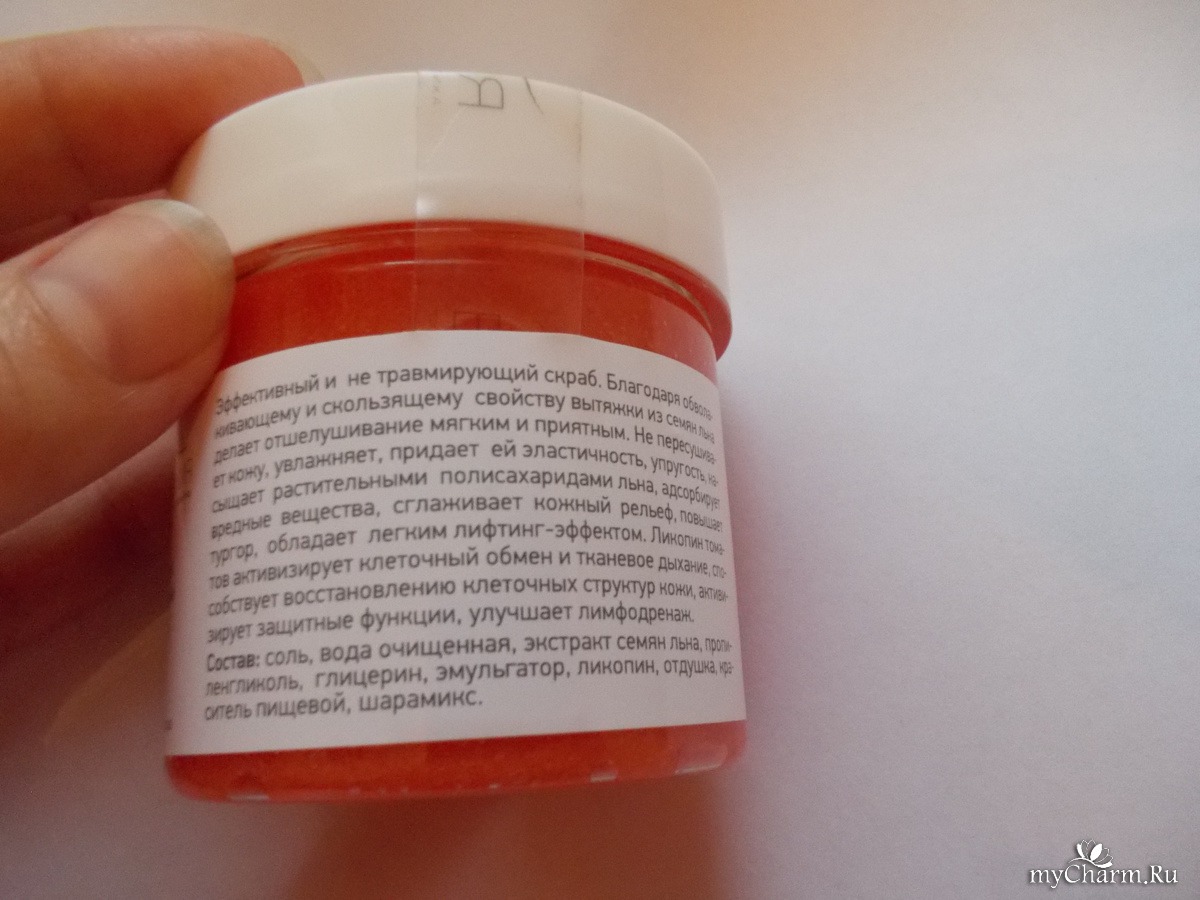 Я
Эффективный и не травмирующий скраб. Благодаря обвола-
кивающему и скользящему свойству вытяжки из семян льна
делает отшелушивание мягким и приятным. Не пересушива-
ет кожу, увлажняет, придает ей эластичность, упругость, на-
сыщает растительными полисахаридами льна, адсорбирует
вредные вещества, сглаживает кожный рельеф, повышает
тургор, обладает легким лифтинг-эффектом. Ликопин тома-
тов активизирует клеточный обмен и тканевое дыхание, спо-
собствует восстановлению клеточных структур кожи, активи-
зирует защитные функции, улучшает лимфодренаж.
Состав: соль, вода очищенная, экстракт семян льна, пропи-
ленгликоль, глицерин, эмульгатор, ликопин, отдушка, кра-
ситель пищевой, шарамикс.
myCharm.Ru